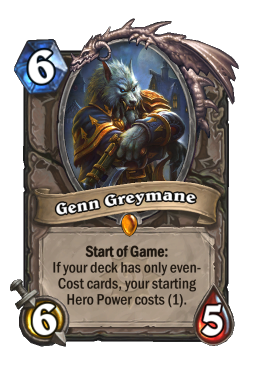 6
Genn Greymane
Start of Game:
If your deck has only even-
Cost cards, your starting
Hero Power costs (1).
6
5